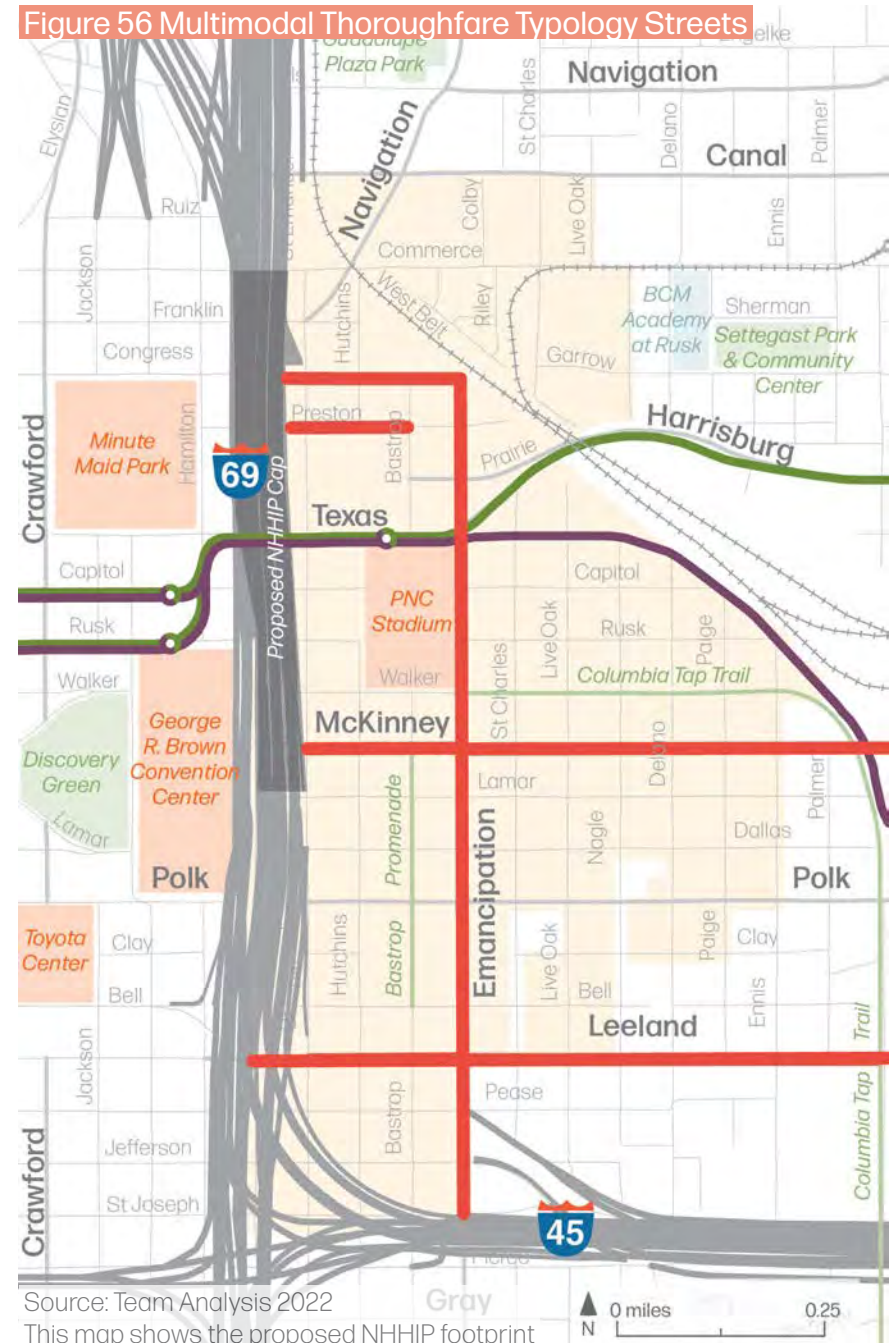 Figure 56 Multimodal Thoroughfare Typology Streets
Guadalupe
Plaza Park
Navigation
St Charles
Delano
Palmer
Elysian
Navigation
Canal
Ruiz
Colby
Live Oak
Ennis
Commerce
Jackson
Franklin
Hutchins
West Belt
Riley
BCM
Academy
at Rusk
Sherman
Settegast Park
& Community
Center
Congress
Garrow
Crawford
Minute
Maid Park
Hamilton
69
Preston
Bastrop
Prairie
Harrisburg
Proposed NHHIP Cap
Texas
Capitol
Capitol
PNC
Stadium
Rusk
Live Oak
Rusk
Paige
Walker
Walker
St Charles
Columbia Tap Trail
McKinney
George
R. Brown
Convention
Center
Discovery
Green
Delano
Lamar
Lamar
Promenade
Palmer
Nagle
Dallas
Emancipation
Polk
Polk
Toyota
Center
Clay
Hutchins
Bastrop
Live Oak
Paige
Clay
Bell
Bell
Ennis
Leeland
Jackson
Pease
Bastrop
Columbia Tap Trail
Jefferson
Crawford
St Joseph
45
Gray
Source: Team Analysis 2022
0 miles
0.25
N
This map shows the proposed NHHIP footprint